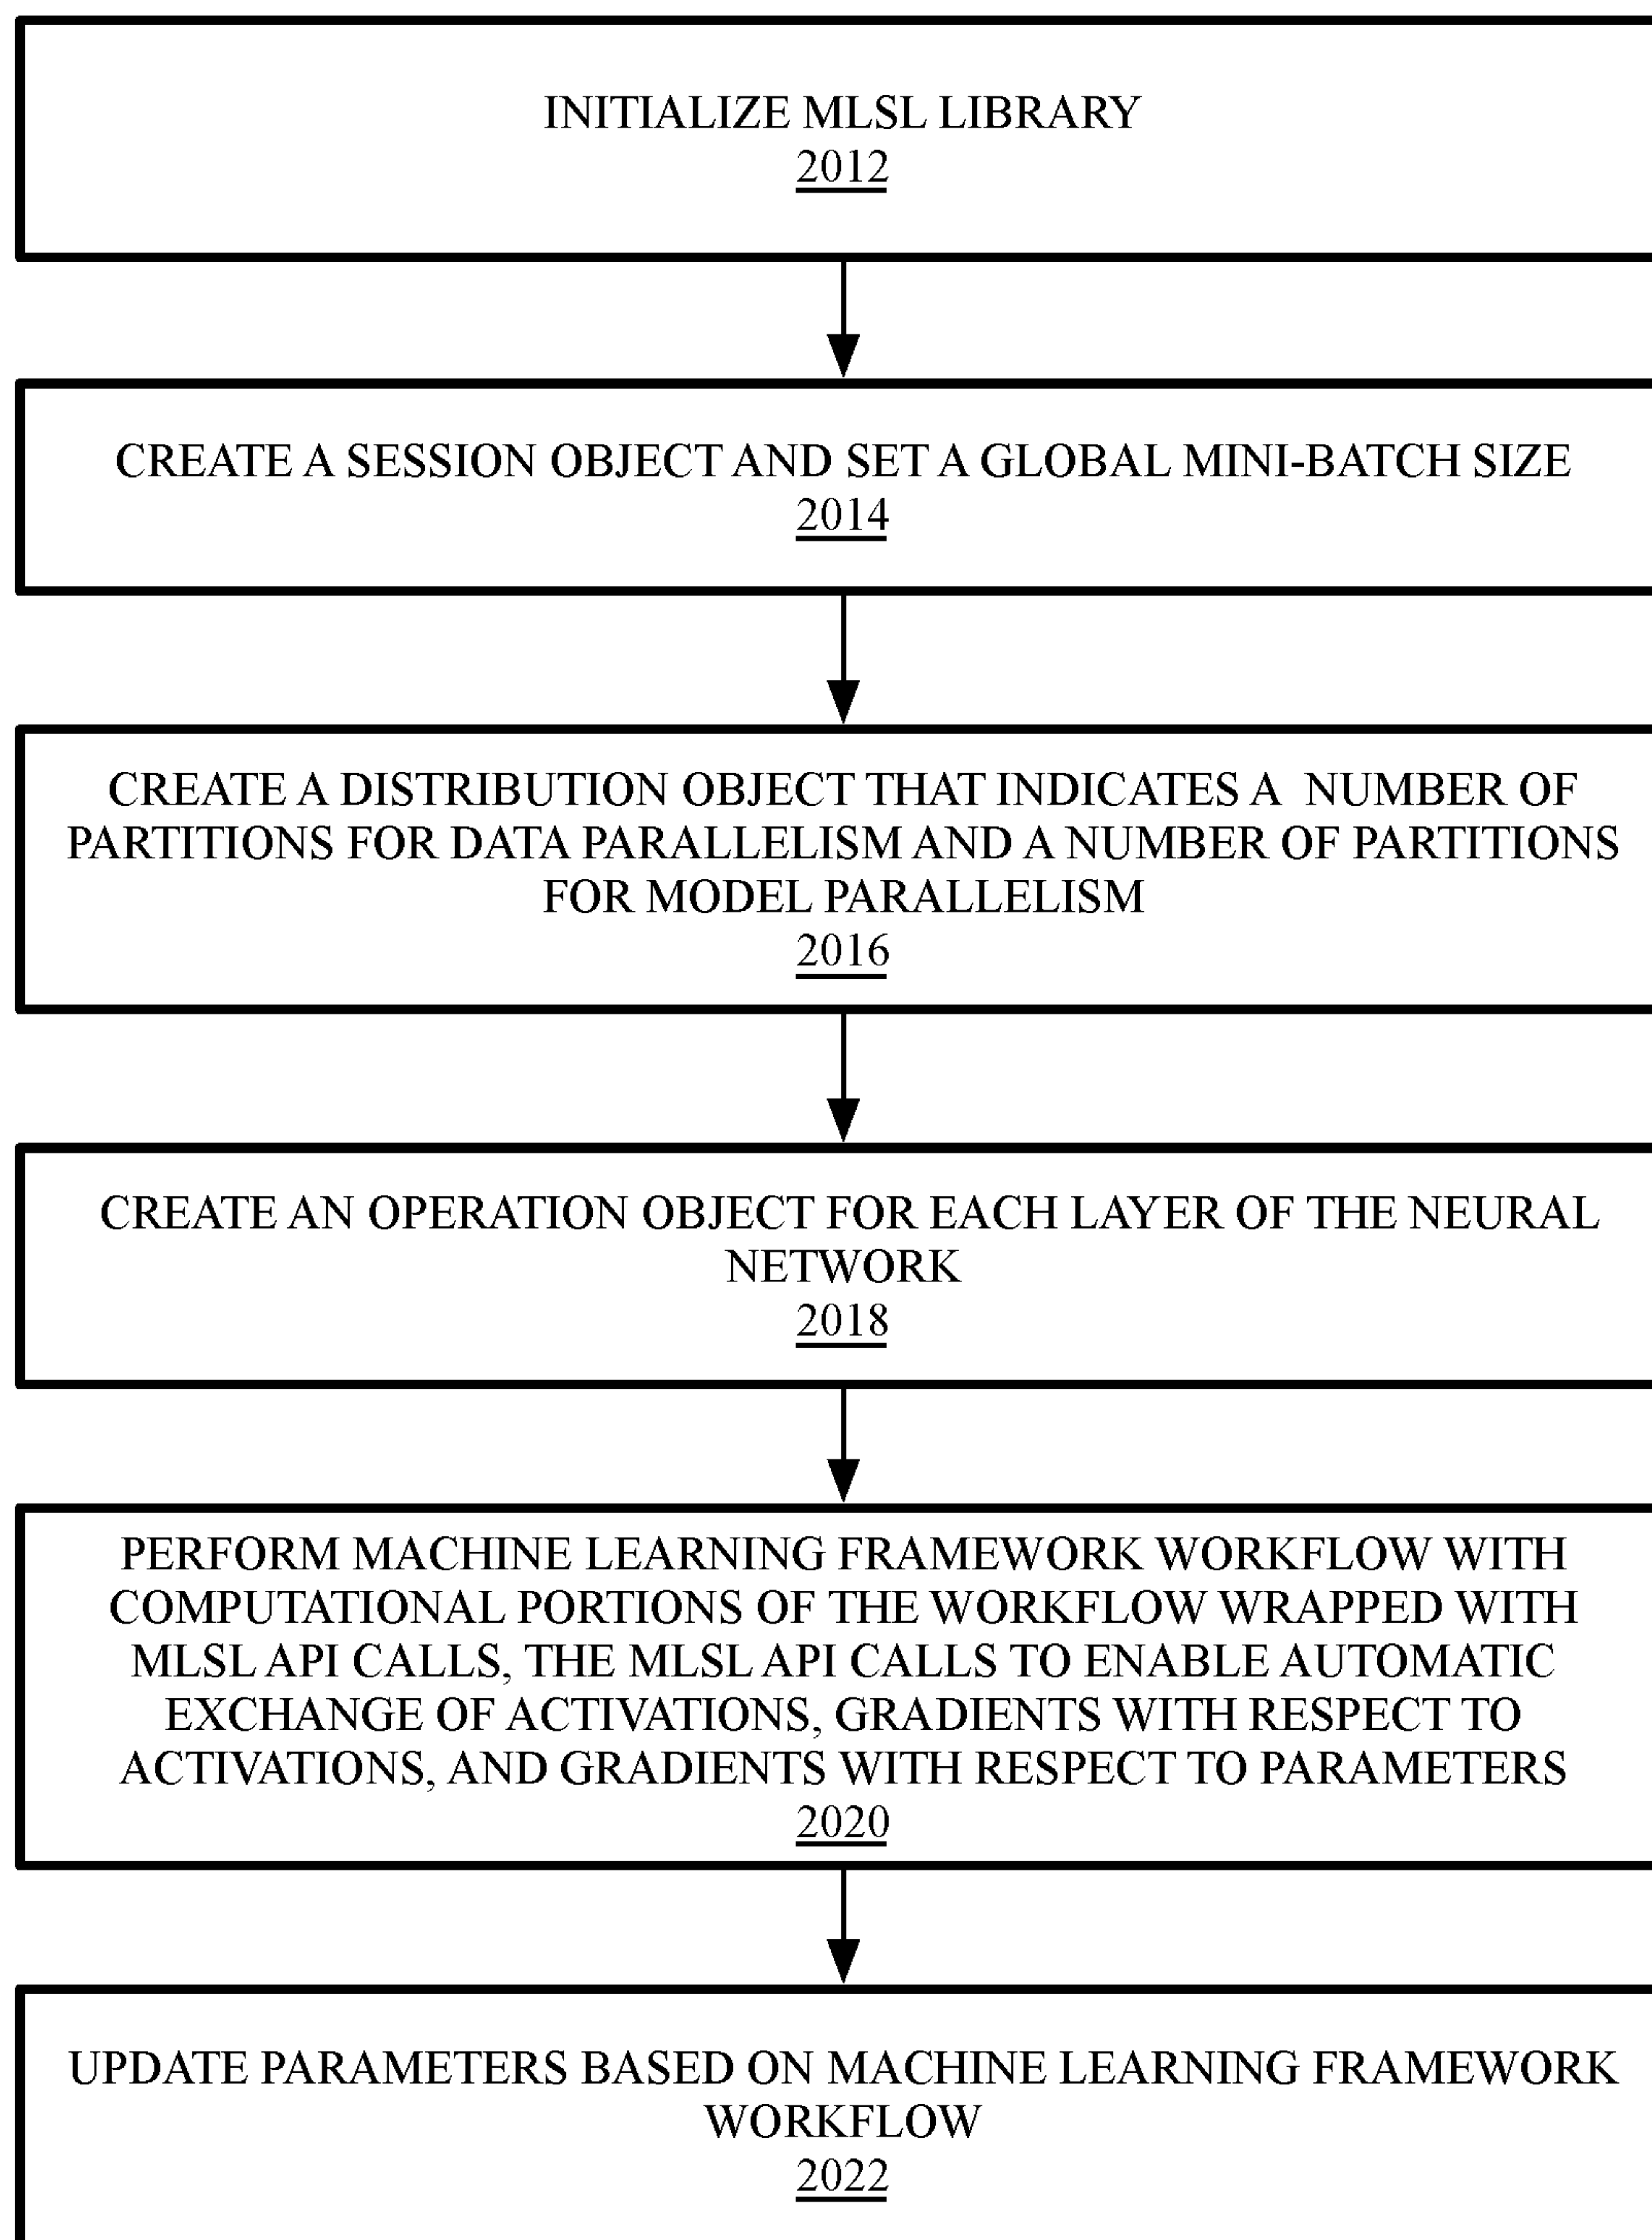 INITIALIZE MLSL LIBRARY
2012
CREATE A SESSION OBJECT AND SET A GLOBAL MINI-BATCH SIZE
2014
CREATE A DISTRIBUTION OBJECT THAT INDICATES A NUMBER OF
PARTITIONS FOR DATA PARALLELISM AND A NUMBER OF PARTITIONS
FOR MODEL PARALLELISM
2016
CREATE AN OPERATION OBJECT FOR EACH LAYER OF THE NEURAL
NETWORK
2018
PERFORM MACHINE LEARNING FRAMEWORK WORKFLOW WITH
COMPUTATIONAL PORTIONS OF THE WORKFLOW WRAPPED WITH
MLSL API CALLS, THE MLSL API CALLS TO ENABLE AUTOMATIC
EXCHANGE OF ACTIVATIONS, GRADIENTS WITH RESPECT TO
ACTIVATIONS, AND GRADIENTS WITH RESPECT TO PARAMETERS
2020
UPDATE PARAMETERS BASED ON MACHINE LEARNING FRAMEWORK
WORKFLOW
2022